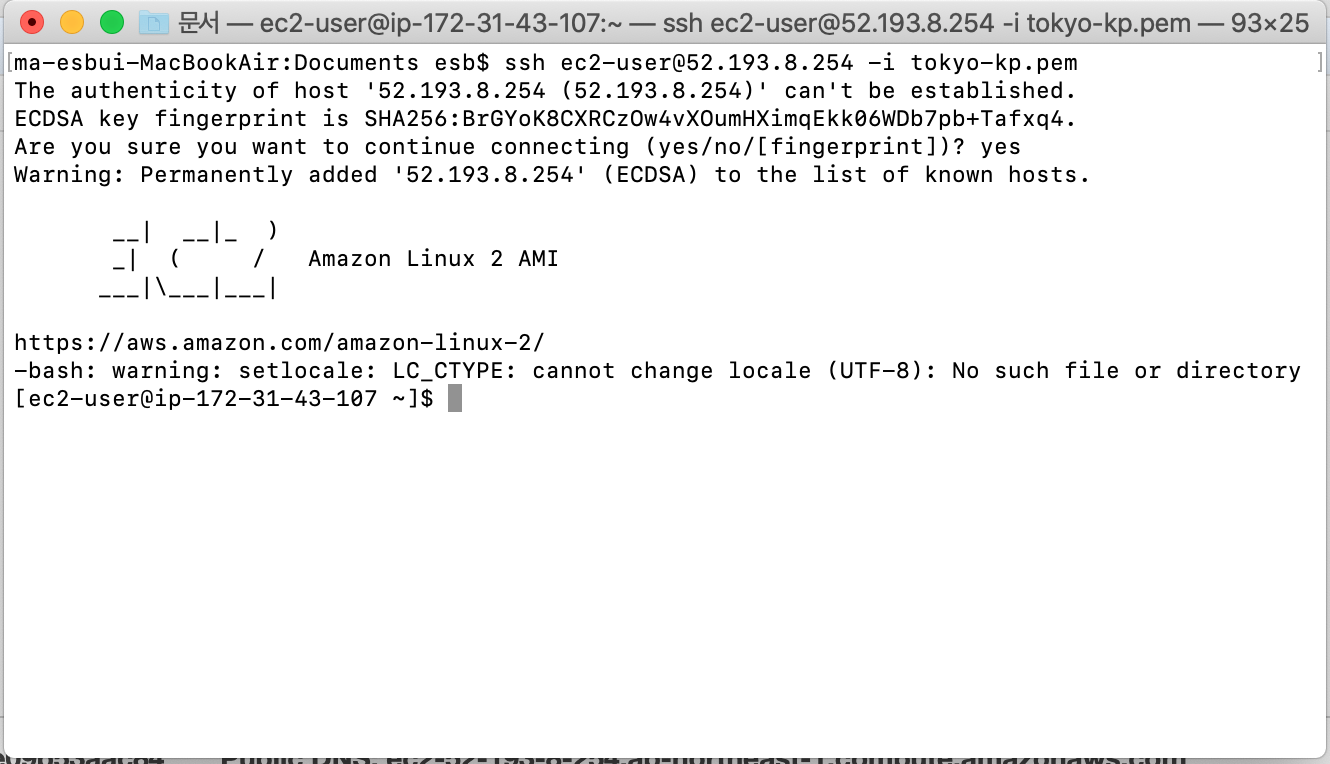 문서 — ec2-user@ip-172-31-43-107:~ — ssh ec2-user@52.193.8.254 -i tokyo-kp.pem — 93×25
[ma-esbui-MacBookAir:Documents esb$ ssh ec2-user@52.193.8.254 -i tokyo-kp.pem ]
The authenticity of host '52.193.8.254 (52.193.8.254)' can't be established.
ECDSA key fingerprint is SHA256:BrGYoK8CXRCzOw4vXOumHXimqEkk06WDb7pb+Tafxq4.
Are you sure you want to continue connecting (yes/no/[fingerprint])? yes
Warning: Permanently added '52.193.8.254' (ECDSA) to the list of known hosts.

       __|  __|_  )
       _|  (     /   Amazon Linux 2 AMI
      ___|\___|___|

https://aws.amazon.com/amazon-linux-2/
-bash: warning: setlocale: LC_CTYPE: cannot change locale (UTF-8): No such file or directory
[ec2-user@ip-172-31-43-107 ~]$
Public DNS: ec2-52-193-8-254.ap-northeast-1.compute.amazonaws.com